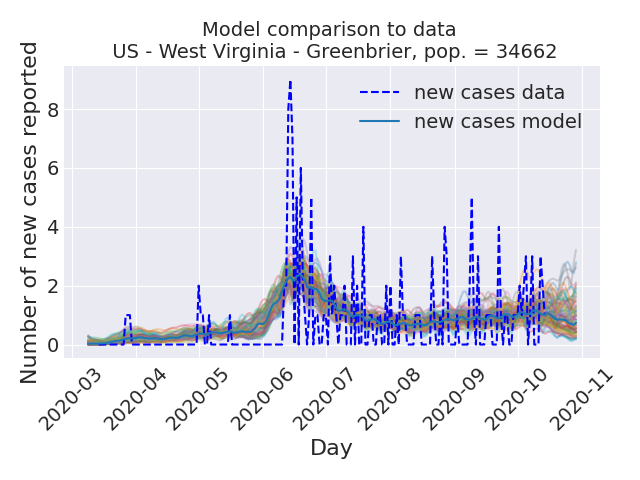 Model comparison to data
US - West Virginia - Greenbrier, pop. = 34662
Number of new cases reported
8
6
4
2
0
new cases data
new cases model
2020-03
2020-04
2020-05
2020-06
2020-07
2020-08
2020-09
2020-10
2020-11
Day